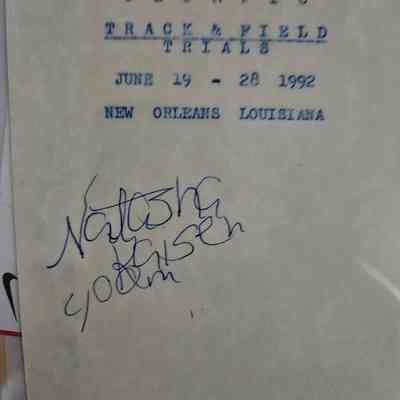 TRACK & FIELD
TRIALS
JUNE 19 - 28 1992
NEW ORLEANS LOUISIANA
Natasha
Kaiser
400m